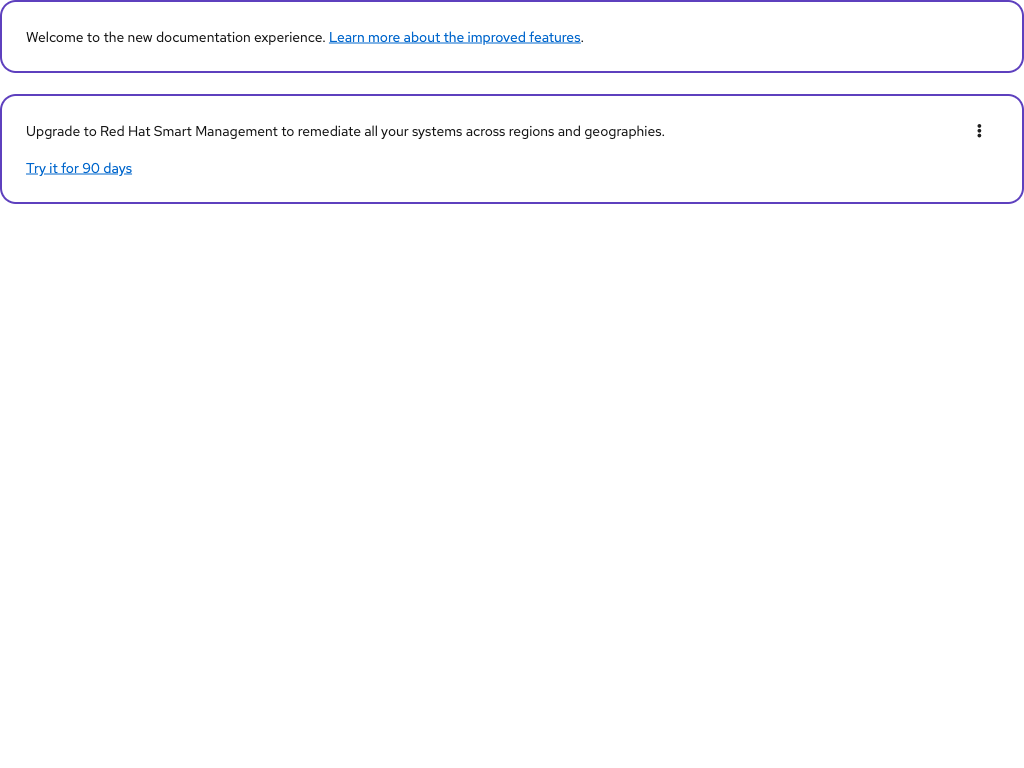 Welcome to the new documentation experience. Learn more about the improved features.
Upgrade to Red Hat Smart Management to remediate all your systems across regions and geographies.
Try it for 90 days